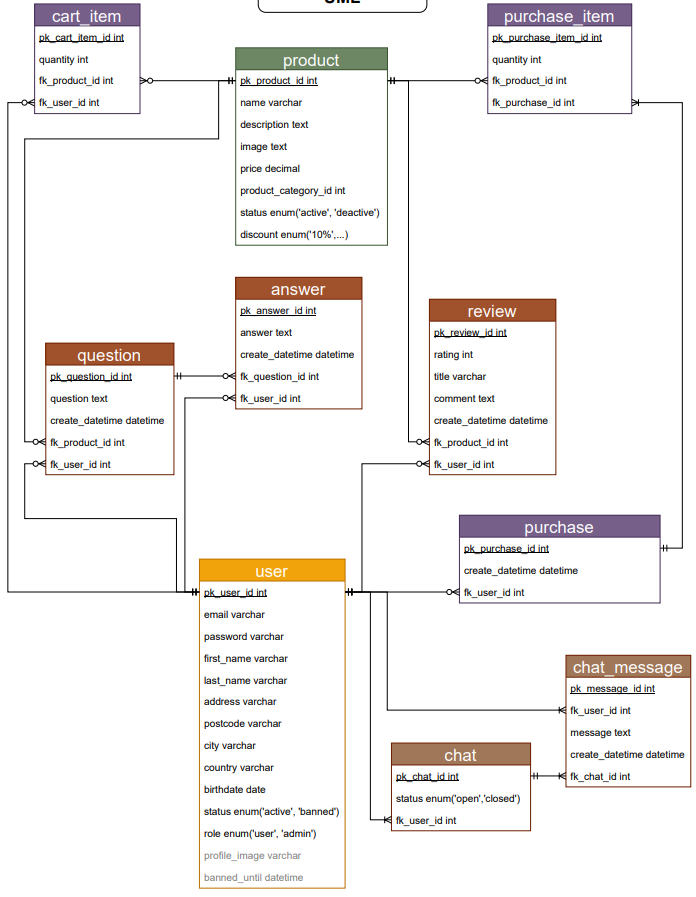 UML
cart_item
pk_cart_item_id int
quantity int
fk_product_id int
fk_user_id int
product
pk_product_id int
name varchar
description text
image text
price decimal
product_category_id int
status enum('active', 'deactive')
discount enum('10%',...)
purchase_item
pk_purchase_item_id int
quantity int
fk_product_id int
fk_purchase_id int
answer
pk_answer_id int
answer text
create_datetime datetime
fk_question_id int
fk_user_id int
question
pk_question_id int
question text
create_datetime datetime
fk_product_id int
fk_user_id int
review
pk_review_id int
rating int
title varchar
comment text
create_datetime datetime
fk_product_id int
fk_user_id int
purchase
pk_purchase_id int
create_datetime datetime
fk_user_id int
user
pk_user_id int
email varchar
password varchar
first_name varchar
last_name varchar
address varchar
postcode varchar
city varchar
country varchar
birthdate date
status enum('active', 'banned')
role enum('user', 'admin')
profile_image varchar
banned_until datetime
chat_message
pk_message_id int
fk_user_id int
message text
create_datetime datetime
fk_chat_id int
chat
pk_chat_id int
status enum('open','closed')
fk_user_id int